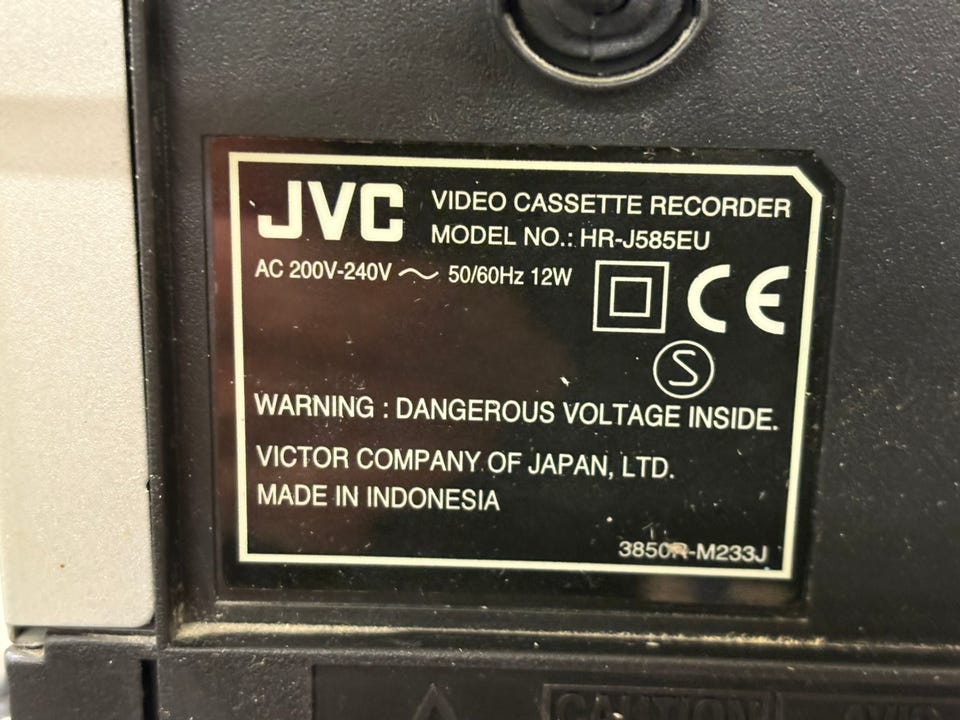 JVC
VIDEO CASSETTE RECORDER
MODEL NO.: HR-J585EU
AC 200V-240V ~ 50/60Hz 12W
CE
S
WARNING : DANGEROUS VOLTAGE INSIDE.
VICTOR COMPANY OF JAPAN, LTD.
MADE IN INDONESIA
3850R-M233J
CAUTION